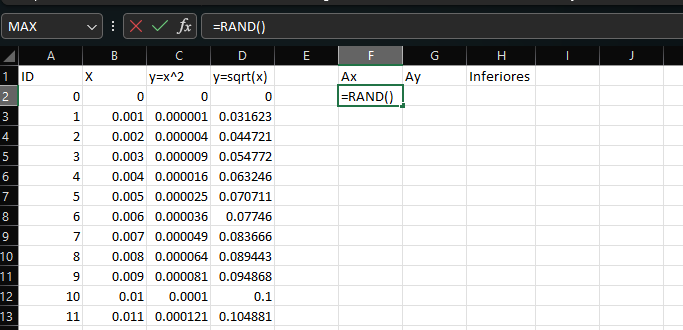 MAX fx =RAND()
A B C D E F G H I J
1 ID X y=x^2 y=sqrt(x) Ax Ay Inferiores
2 0 0 0 0 =RAND()
3 1 0.001 0.000001 0.031623
4 2 0.002 0.000004 0.044721
5 3 0.003 0.000009 0.054772
6 4 0.004 0.000016 0.063246
7 5 0.005 0.000025 0.070711
8 6 0.006 0.000036 0.07746
9 7 0.007 0.000049 0.083666
10 8 0.008 0.000064 0.089443
11 9 0.009 0.000081 0.094868
12 10 0.01 0.0001 0.1
13 11 0.011 0.000121 0.104881